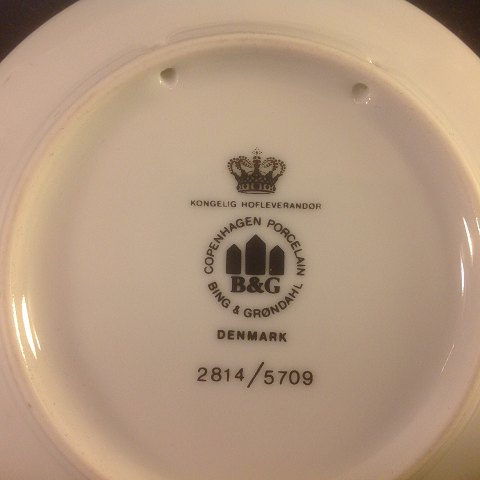 KONGELIG HOFLEVERANDØR
COPENHAGEN PORCELAIN
B&G
BING & GRØNDAHL
DENMARK
2814/5709